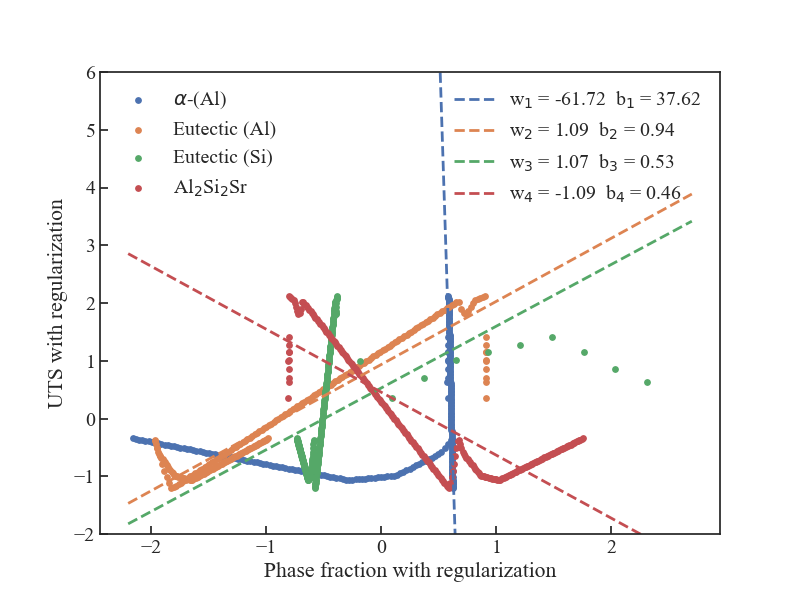 6
5
4
3
2
1
0
−1
−2
−2
−1
0
1
2
UTS with regularization
Phase fraction with regularization
α-(Al)
Eutectic (Al)
Eutectic (Si)
Al₂Si₂Sr
w₁ = -61.72 b₁ = 37.62
w₂ = 1.09 b₂ = 0.94
w₃ = 1.07 b₃ = 0.53
w₄ = -1.09 b₄ = 0.46